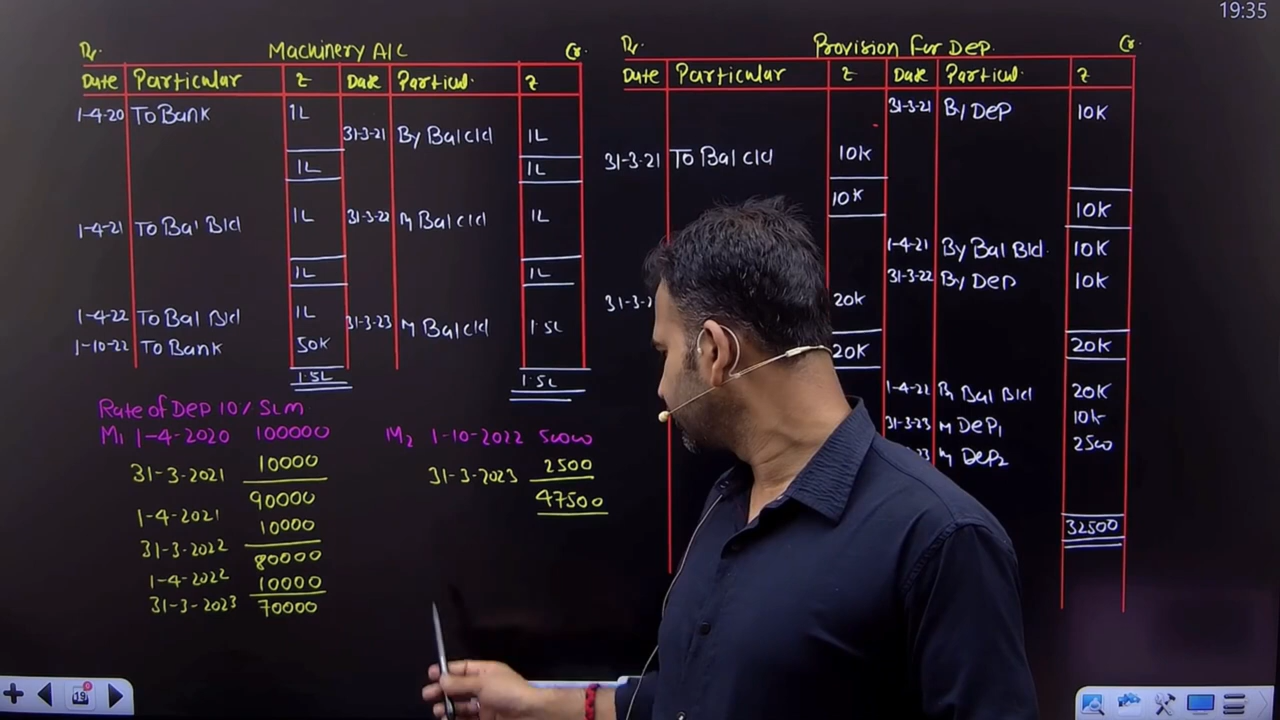 19:35
Dr. Machinery A/C Cr.
Date Particular ₹ Date Particul. ₹
1-4-20 To Bank 1L
31-3-21 By Bal c/d 1L
1L 1L
1-4-21 To Bal B/d 1L 31-3-22 By Bal c/d 1L
1L 1L
1-4-22 To Bal B/d 1L 31-3-23 By Bal c/d 1.5L
1-10-22 To Bank 50K
1.5L 1.5L
Dr. Provision For Dep. Cr.
Date Particular ₹ Date Particul. ₹
31-3-21 By Dep 10K
31-3-21 To Bal c/d 10K
10K 10K
1-4-21 By Bal B/d. 10K
31-3-22 By Dep 10K
31-3-2 20K
20K 20K
1-4-22 By Bal B/d 20K
31-3-23 By Dep1 10K
23 By Dep2 2500
32500
Rate of Dep 10% SLM
M1 1-4-2020 100000
31-3-2021 10000
90000
1-4-2021 10000
31-3-2022 80000
1-4-2022 10000
31-3-2023 70000
M2 1-10-2022 50000
31-3-2023 2500
47500
19